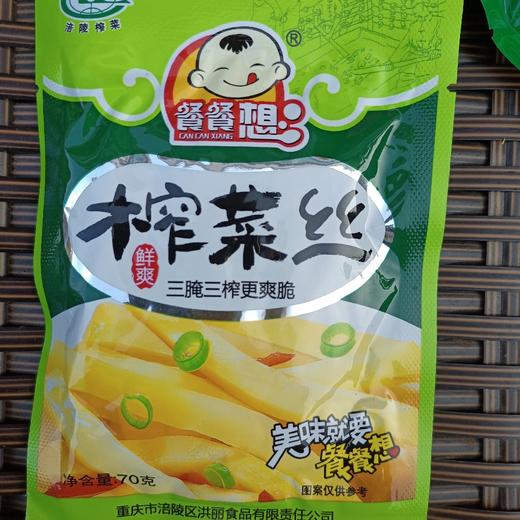 涪陵榨菜
®
餐餐想
CAN CAN XIANG
榨菜丝
鲜爽
三腌三榨更爽脆
美味就要
餐餐想
净含量:70克
图案仅供参考
重庆市涪陵区洪丽食品有限责任公司